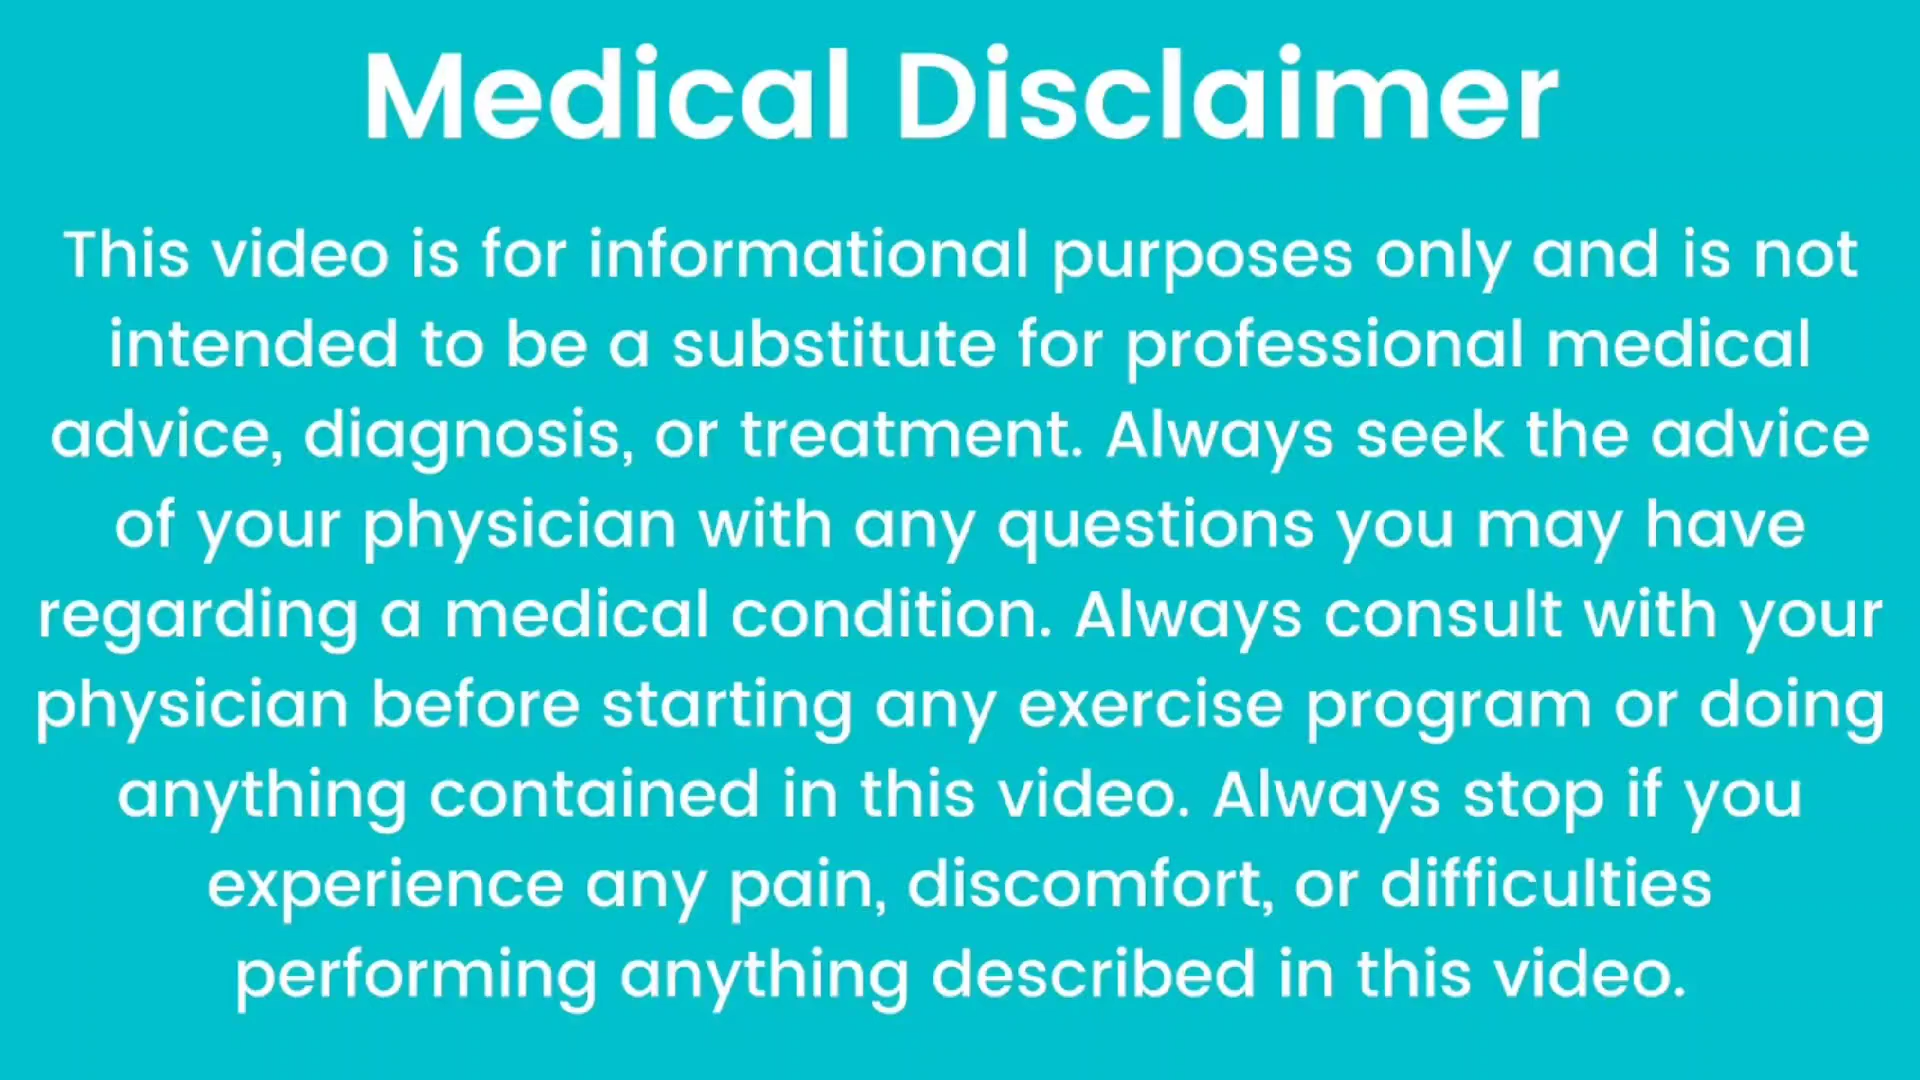 Medical Disclaimer
This video is for informational purposes only and is not
intended to be a substitute for professional medical
advice, diagnosis, or treatment. Always seek the advice
of your physician with any questions you may have
regarding a medical condition. Always consult with your
physician before starting any exercise program or doing
anything contained in this video. Always stop if you
experience any pain, discomfort, or difficulties
performing anything described in this video.